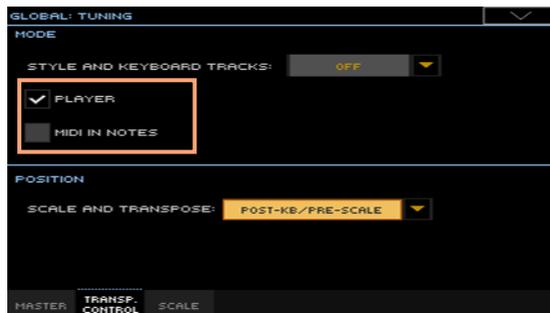 GLOBAL: TUNING
MODE
STYLE AND KEYBOARD TRACKS: OFF
PLAYER
MIDI IN NOTES
POSITION
SCALE AND TRANSPOSE: POST-KB/PRE-SCALE
MASTER TRANSP. CONTROL SCALE